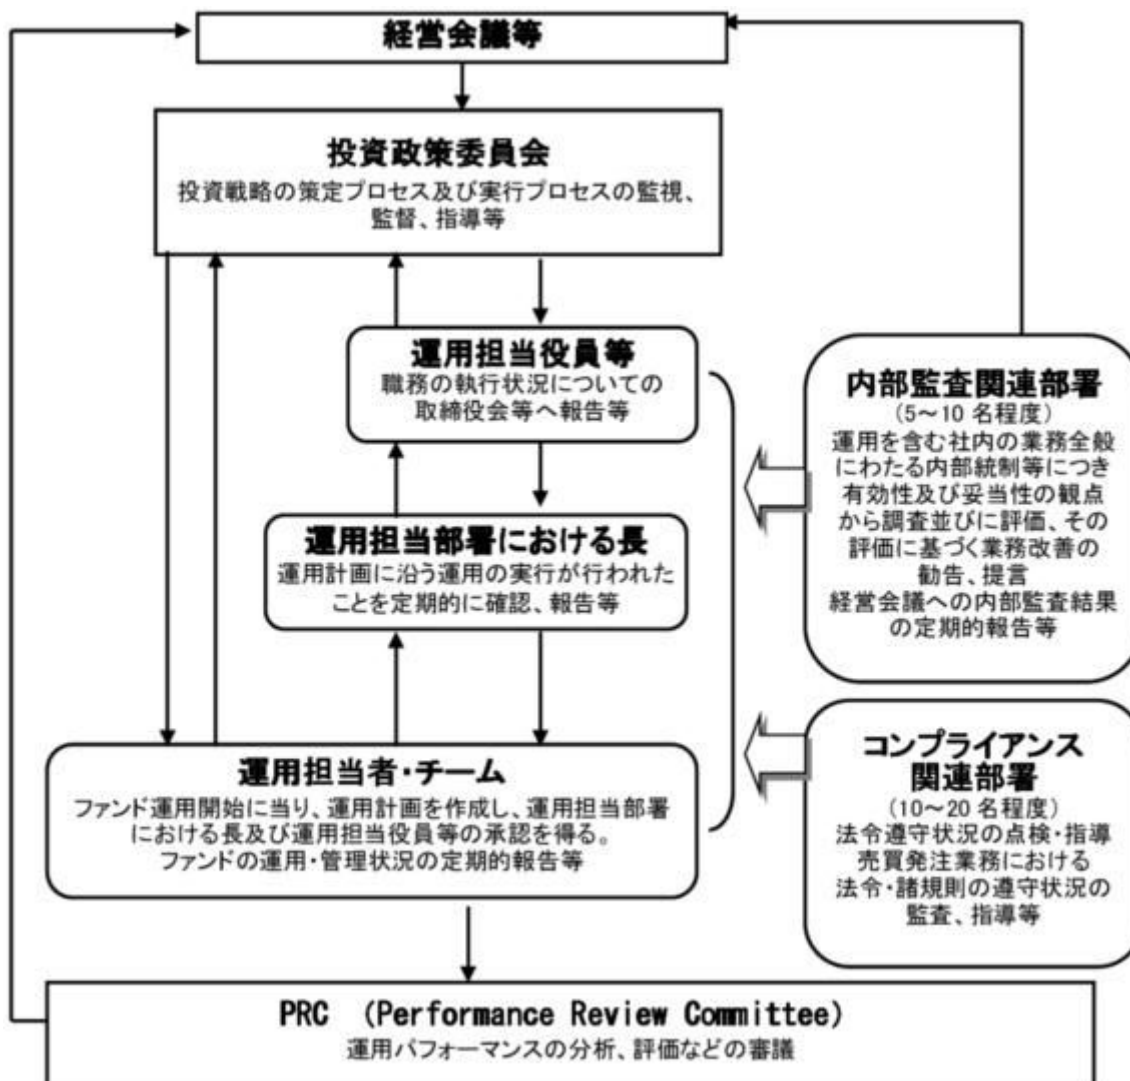 経営会議等
投資政策委員会
投資戦略の策定プロセス及び実行プロセスの監視、
監督、指導等
運用担当役員等
職務の執行状況についての
取締役会等へ報告等
運用担当部署における長
運用計画に沿う運用の実行が行われた
ことを定期的に確認、報告等
運用担当者・チーム
ファンド運用開始に当り、運用計画を作成し、運用担当部署
における長及び運用担当役員等の承認を得る。
ファンドの運用・管理状況の定期的報告等
内部監査関連部署
(5～10 名程度)
運用を含む社内の業務全般
にわたる内部統制等につき
有効性及び妥当性の観点
から調査並びに評価、その
評価に基づく業務改善の
勧告、提言
経営会議への内部監査結果
の定期的報告等
コンプライアンス
関連部署
(10～20 名程度)
法令遵守状況の点検・指導
売買発注業務における
法令・諸規則の遵守状況の
監査、指導等
PRC （Performance Review Committee）
運用パフォーマンスの分析、評価などの審議